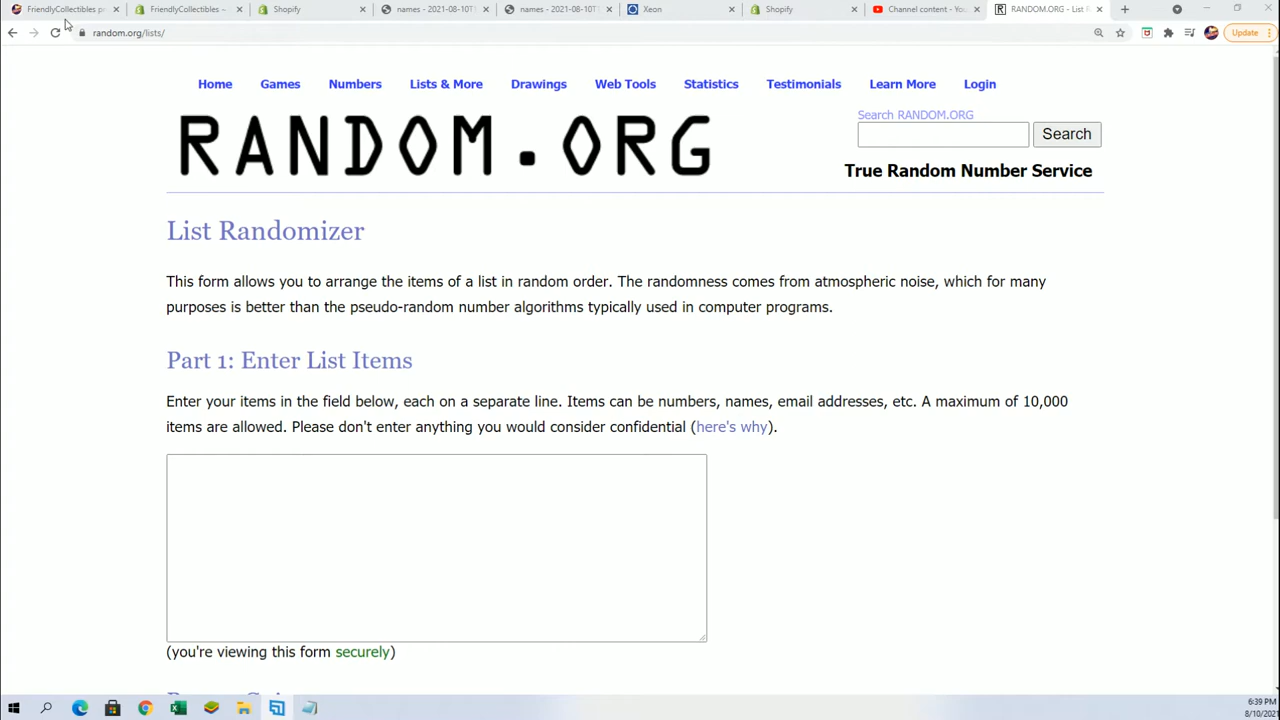 FriendlyCollectibles pr
FriendlyCollectibles ~
Shopify
names - 2021-08-10T1
names - 2021-08-10T1
Xeon
Shopify
Channel content - You
RANDOM.ORG - List R
random.org/lists/
Update
Home
Games
Numbers
Lists & More
Drawings
Web Tools
Statistics
Testimonials
Learn More
Login
RANDOM.ORG
Search RANDOM.ORG
Search
True Random Number Service
List Randomizer
This form allows you to arrange the items of a list in random order. The randomness comes from atmospheric noise, which for many
purposes is better than the pseudo-random number algorithms typically used in computer programs.
Part 1: Enter List Items
Enter your items in the field below, each on a separate line. Items can be numbers, names, email addresses, etc. A maximum of 10,000
items are allowed. Please don't enter anything you would consider confidential (here's why).
(you're viewing this form securely)
6:39 PM
8/10/2021